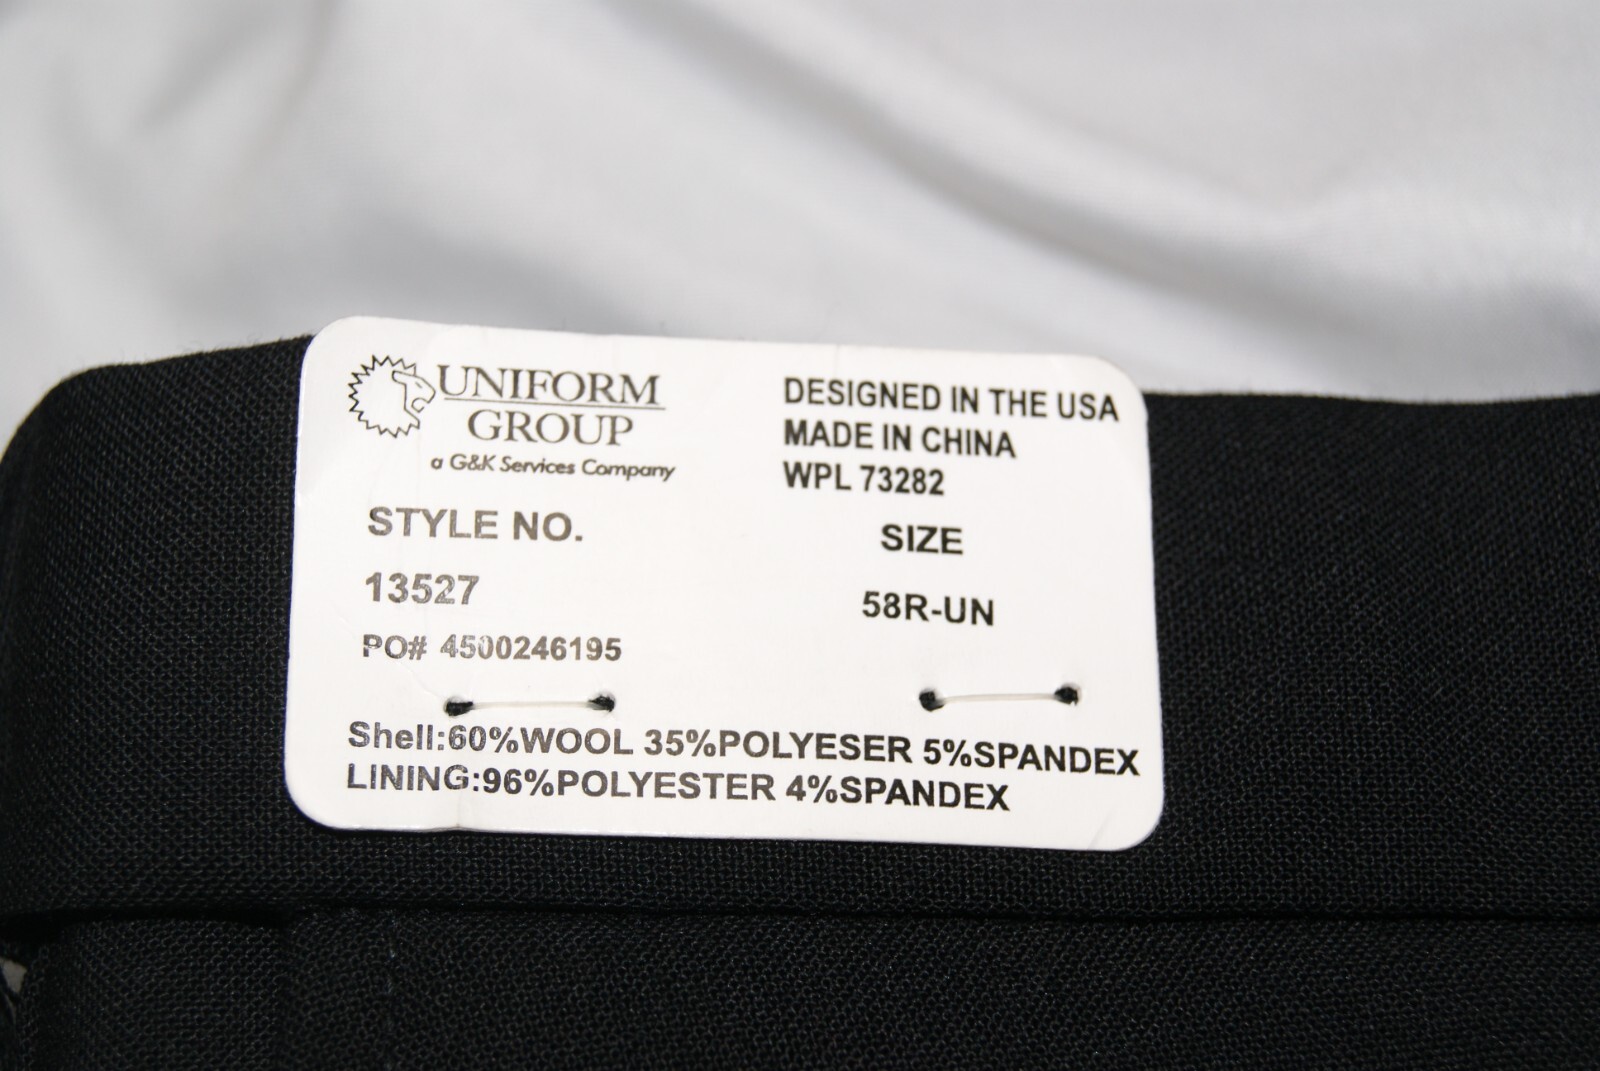 UNIFORM
GROUP
a G&K Services Company
DESIGNED IN THE USA
MADE IN CHINA
WPL 73282
STYLE NO.
SIZE
13527
58R-UN
PO# 4500246195
Shell:60%WOOL 35%POLYESER 5%SPANDEX
LINING:96%POLYESTER 4%SPANDEX